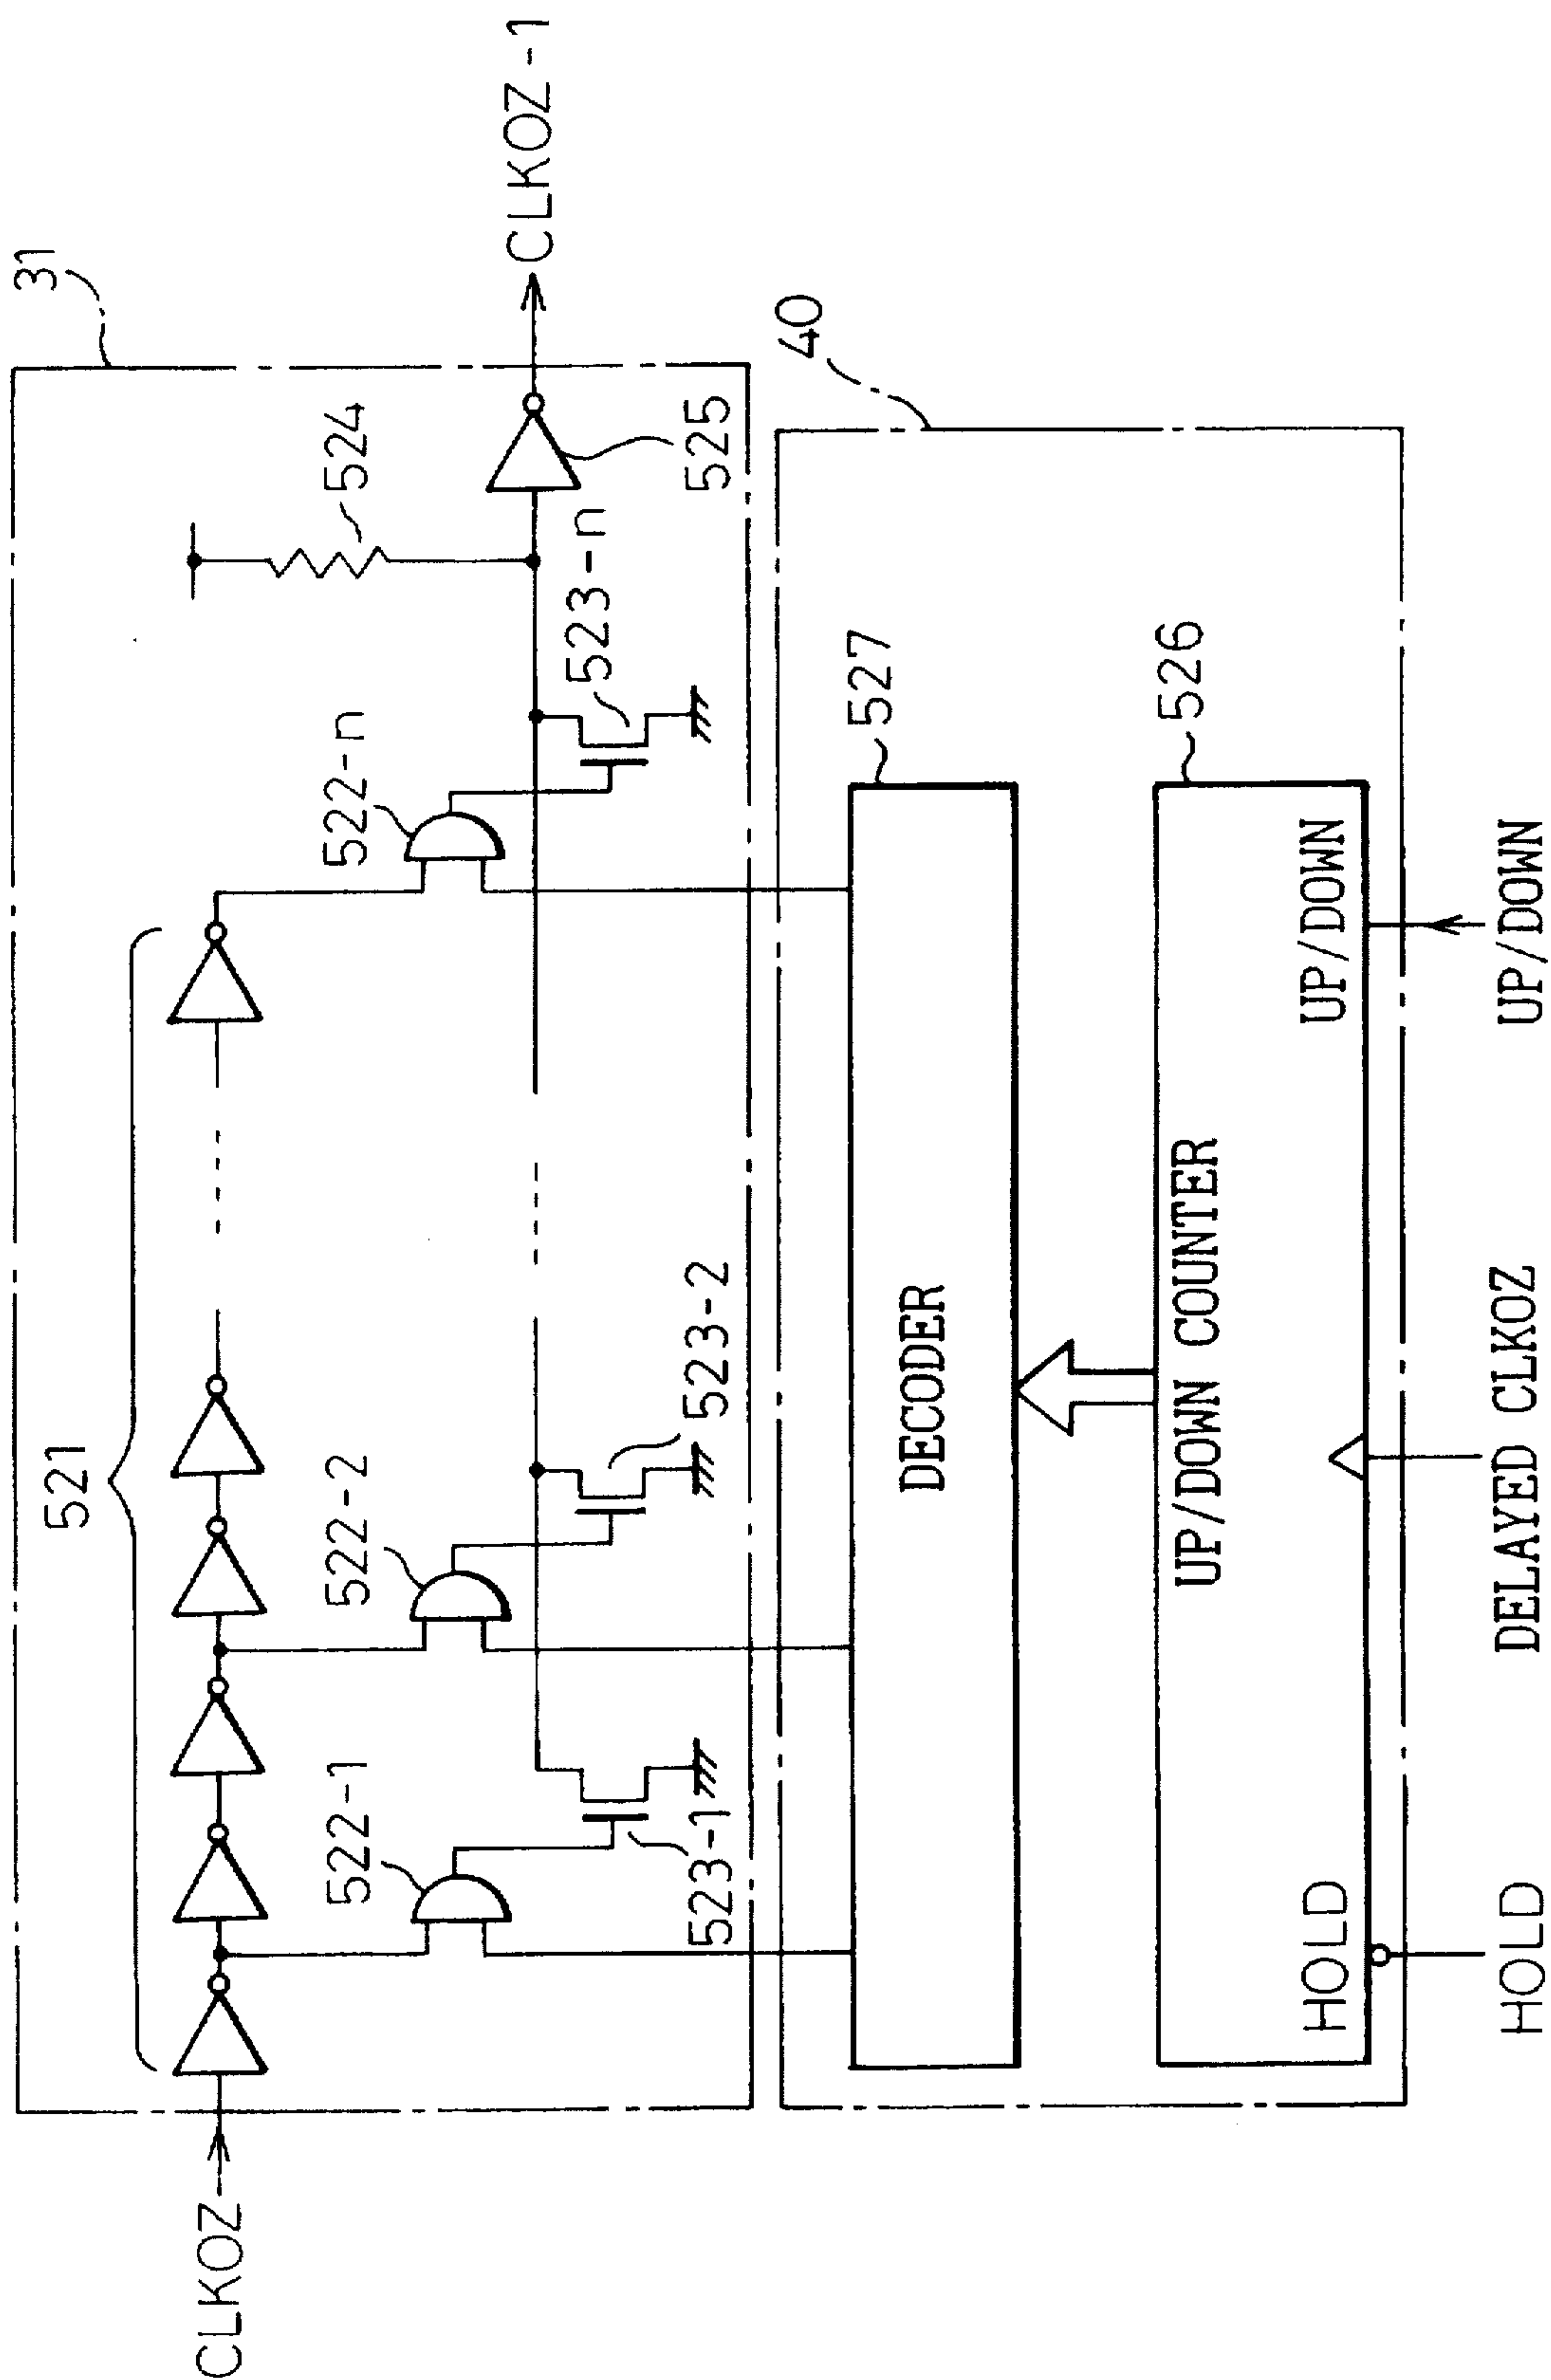 31
521
524
CLKOZ
522-1
522-2
522-n
CLKOZ-1
523-1
523-2
523-n
525
40
527
DECODER
526
UP/DOWN COUNTER
HOLD
UP/DOWN
HOLD
DELAYED CLKOZ
UP/DOWN